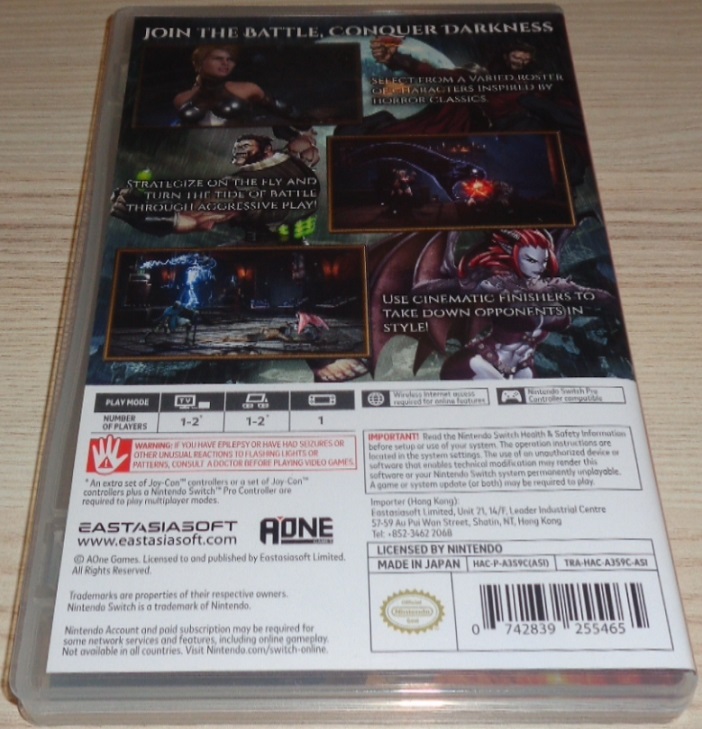 JOIN THE BATTLE, CONQUER DARKNESS
SELECT FROM A VARIED ROSTER
OF CHARACTERS INSPIRED BY
HORROR CLASSICS.
STRATEGIZE ON THE FLY AND
TURN THE TIDE OF BATTLE
THROUGH AGGRESSIVE PLAY!
USE CINEMATIC FINISHERS TO
TAKE DOWN OPPONENTS IN
STYLE!
PLAY MODE
TV
NUMBER
OF PLAYERS
1-2*
1-2*
1
Wireless internet access
required for online features
Nintendo Switch Pro
Controller compatible
WARNING: IF YOU HAVE EPILEPSY OR HAVE HAD SEIZURES OR
OTHER UNUSUAL REACTIONS TO FLASHING LIGHTS OR
PATTERNS, CONSULT A DOCTOR BEFORE PLAYING VIDEO GAMES.
*An extra set of Joy-Con™ controllers or a set of Joy-Con™
controllers plus a Nintendo Switch™ Pro Controller are
required to play multiplayer modes.
IMPORTANT! Read the Nintendo Switch Health & Safety Information
before setup or use of your system. The operation instructions are
located in the system settings. The use of an unauthorized device or
software that enables technical modification may render this
software or your Nintendo Switch system permanently unplayable.
A game or system update (or both) may be required to play.
Importer (Hong Kong):
Eastasiasoft Limited, Unit 21, 14/F, Leader Industrial Centre
57-59 Au Pui Wan Street, Shatin, NT, Hong Kong
Tel: +852-3462 2068
EASTASIASOFT
www.eastasiasoft.com
AONE
GAMES
© AOne Games. Licensed to and published by Eastasiasoft Limited.
All Rights Reserved.
Trademarks are properties of their respective owners.
Nintendo Switch is a trademark of Nintendo.
Nintendo Account and paid subscription may be required for
some network services and features, including online gameplay.
Not available in all countries. Visit Nintendo.com/switch-online.
LICENSED BY NINTENDO
MADE IN JAPAN
HAC-P-A359C(ASI)
TRA-HAC-A359C-ASI
Official
Nintendo
Seal
0 742839 255465